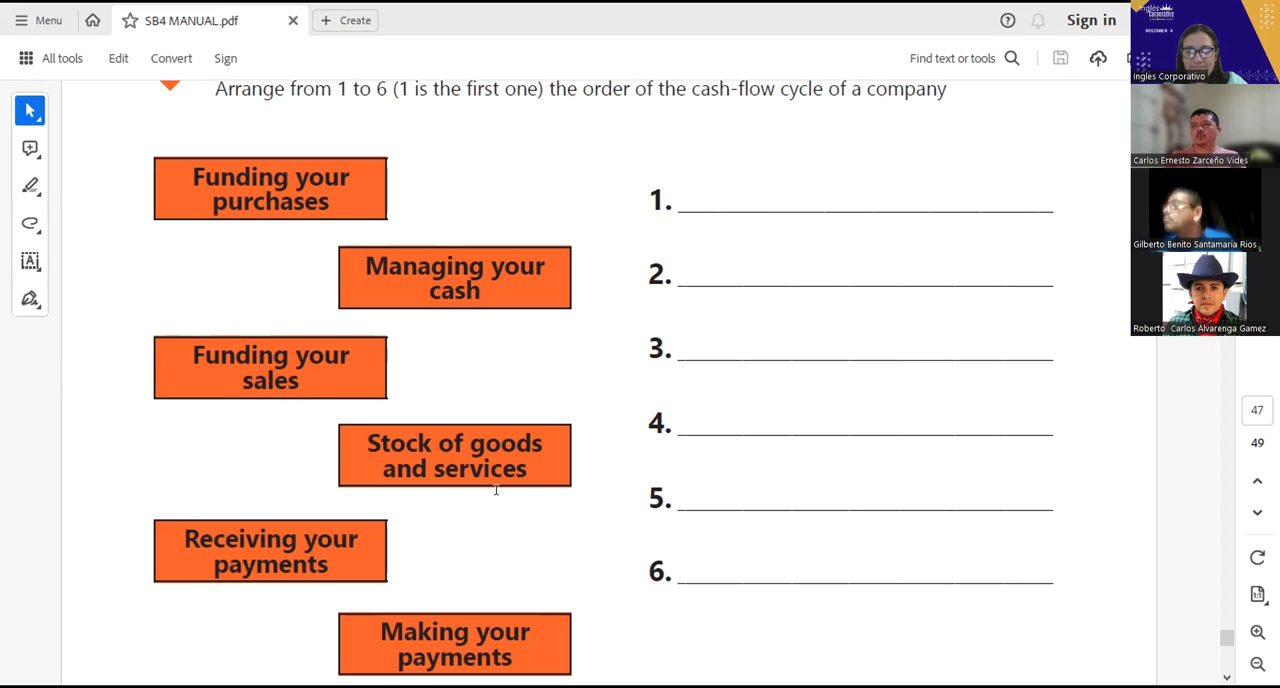 Menu
SB4 MANUAL.pdf
Create
Sign in
All tools
Edit
Convert
Sign
Find text or tools
Arrange from 1 to 6 (1 is the first one) the order of the cash-flow cycle of a company
Funding your
purchases
Managing your
cash
Funding your
sales
Stock of goods
and services
Receiving your
payments
Making your
payments
1.
2.
3.
4.
5.
6.
Inglés
Corporativo
BEGINNER 4
Ingles Corporativo
Carlos Ernesto Zarceño Vides
Gilberto Benito Santamaria Rios
Roberto Carlos Alvarenga Gamez
47
49